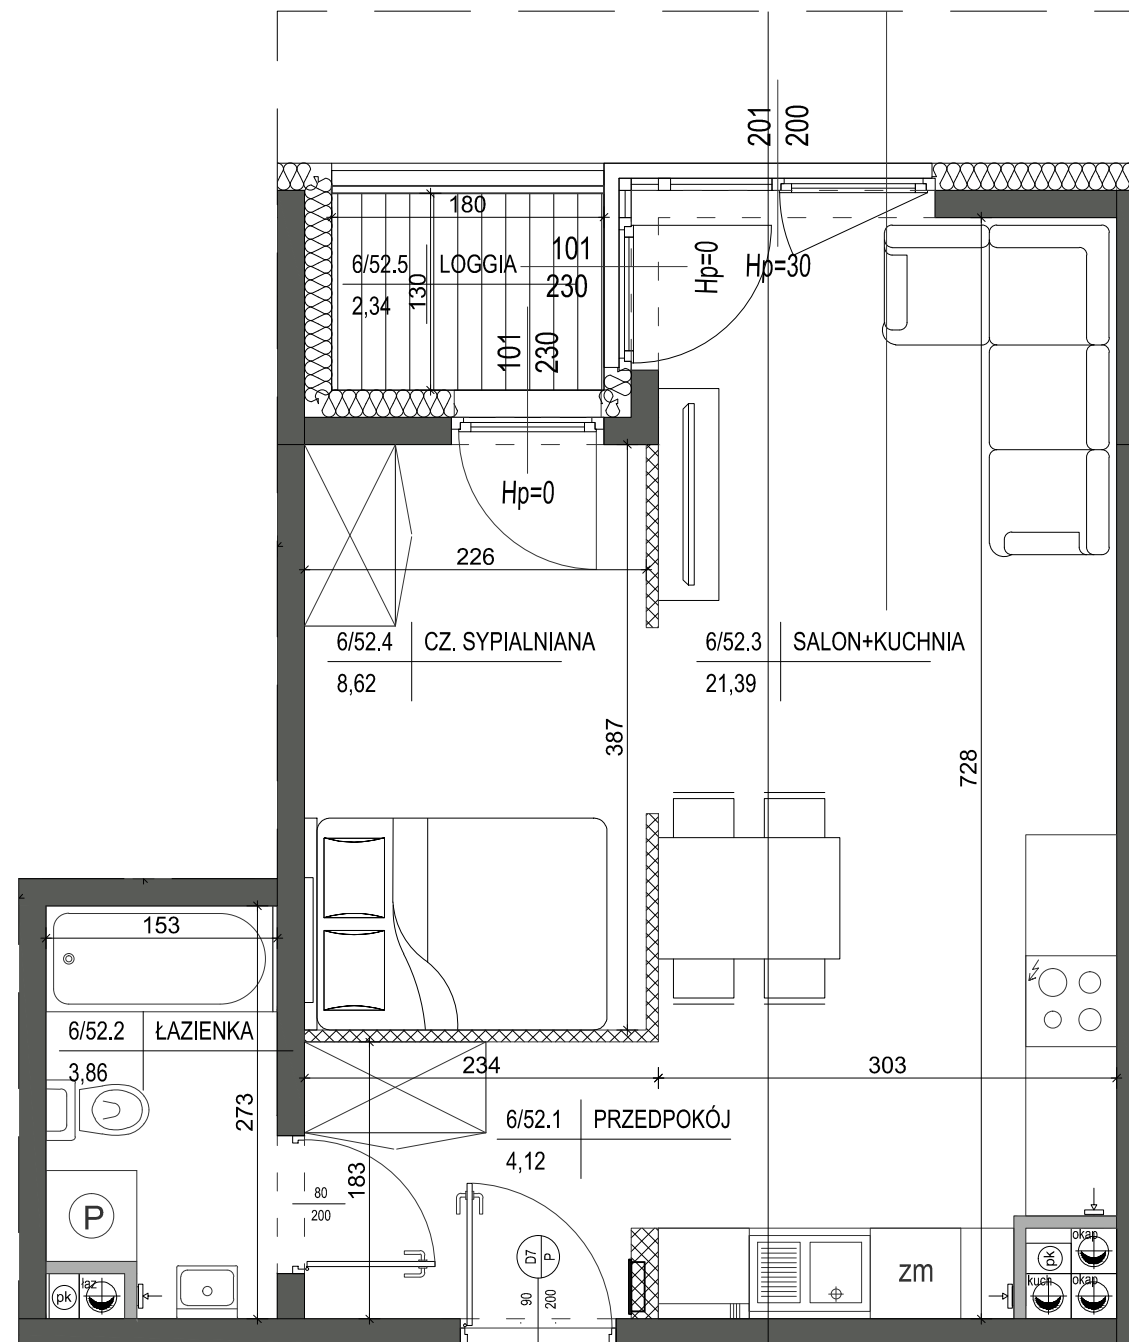 201
200
180
6/52.5 LOGGIA
2,34
130
101
230
101
230
Hp=0
Hp=30
Hp=0
226
6/52.4 CZ. SYPIALNIANA
8,62
6/52.3 SALON+KUCHNIA
21,39
387
728
153
6/52.2 ŁAZIENKA
3,86
273
234
303
6/52.1 PRZEDPOKÓJ
4,12
183
80
200
P
D7
P
90
200
zm
pk
łaz
pk
okap
kuch
okap